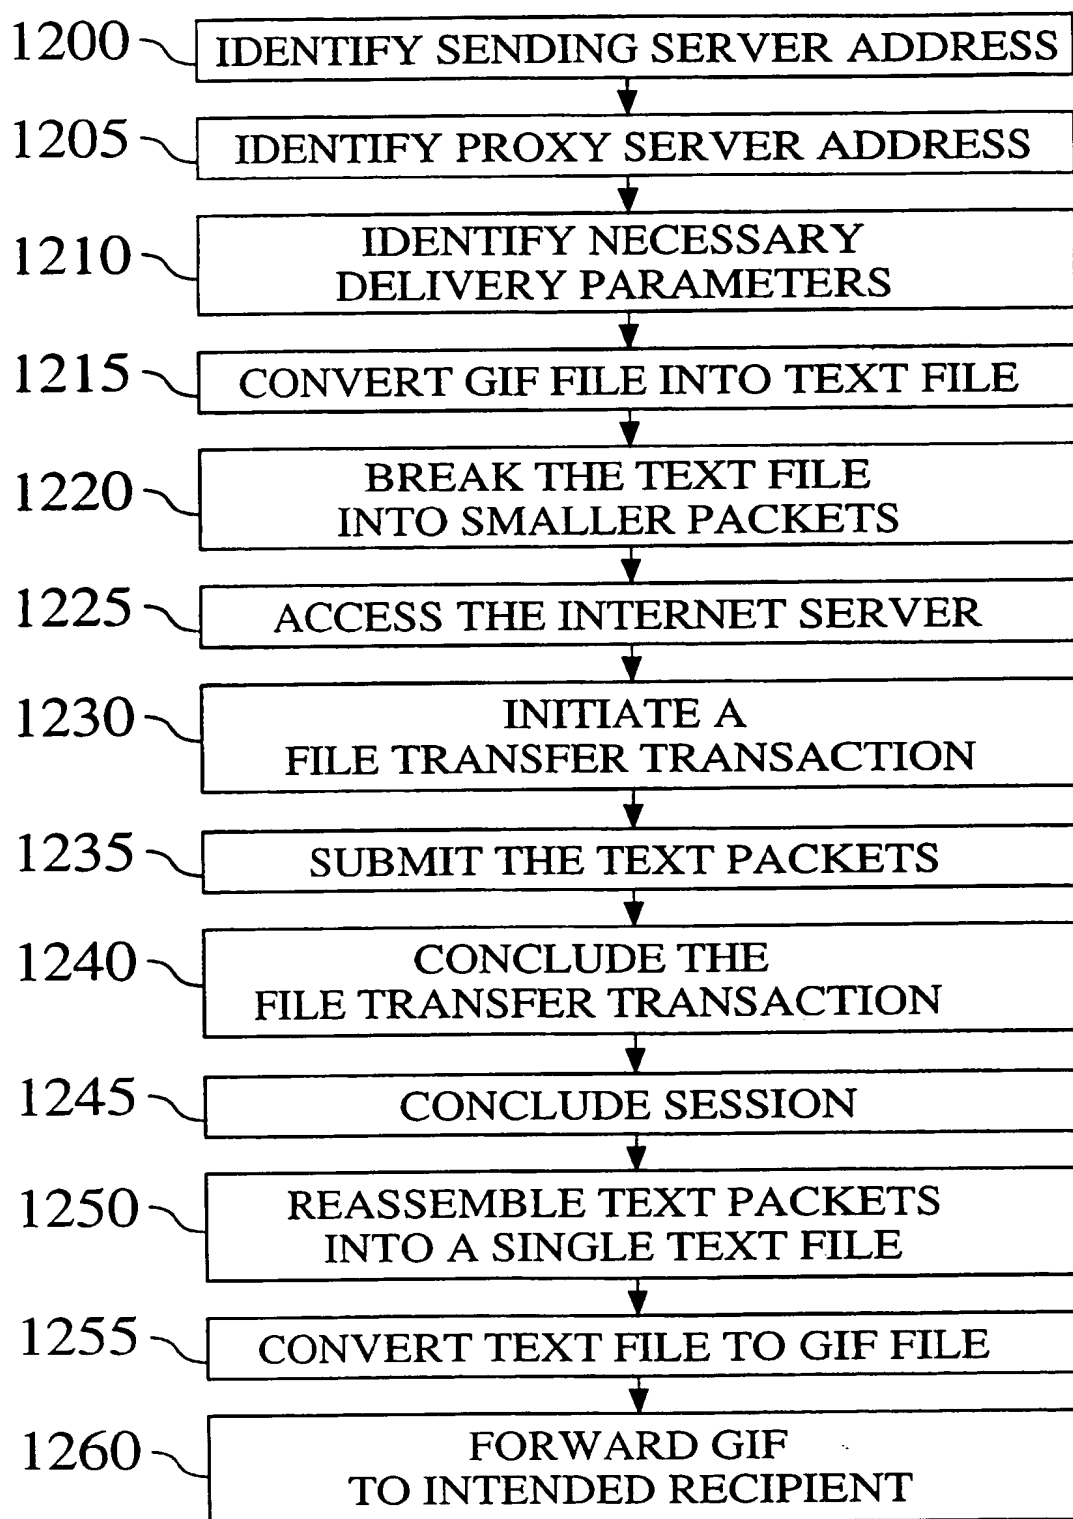 1200 IDENTIFY SENDING SERVER ADDRESS
1205 IDENTIFY PROXY SERVER ADDRESS
1210 IDENTIFY NECESSARY
DELIVERY PARAMETERS
1215 CONVERT GIF FILE INTO TEXT FILE
1220 BREAK THE TEXT FILE
INTO SMALLER PACKETS
1225 ACCESS THE INTERNET SERVER
1230 INITIATE A
FILE TRANSFER TRANSACTION
1235 SUBMIT THE TEXT PACKETS
1240 CONCLUDE THE
FILE TRANSFER TRANSACTION
1245 CONCLUDE SESSION
1250 REASSEMBLE TEXT PACKETS
INTO A SINGLE TEXT FILE
1255 CONVERT TEXT FILE TO GIF FILE
1260 FORWARD GIF
TO INTENDED RECIPIENT